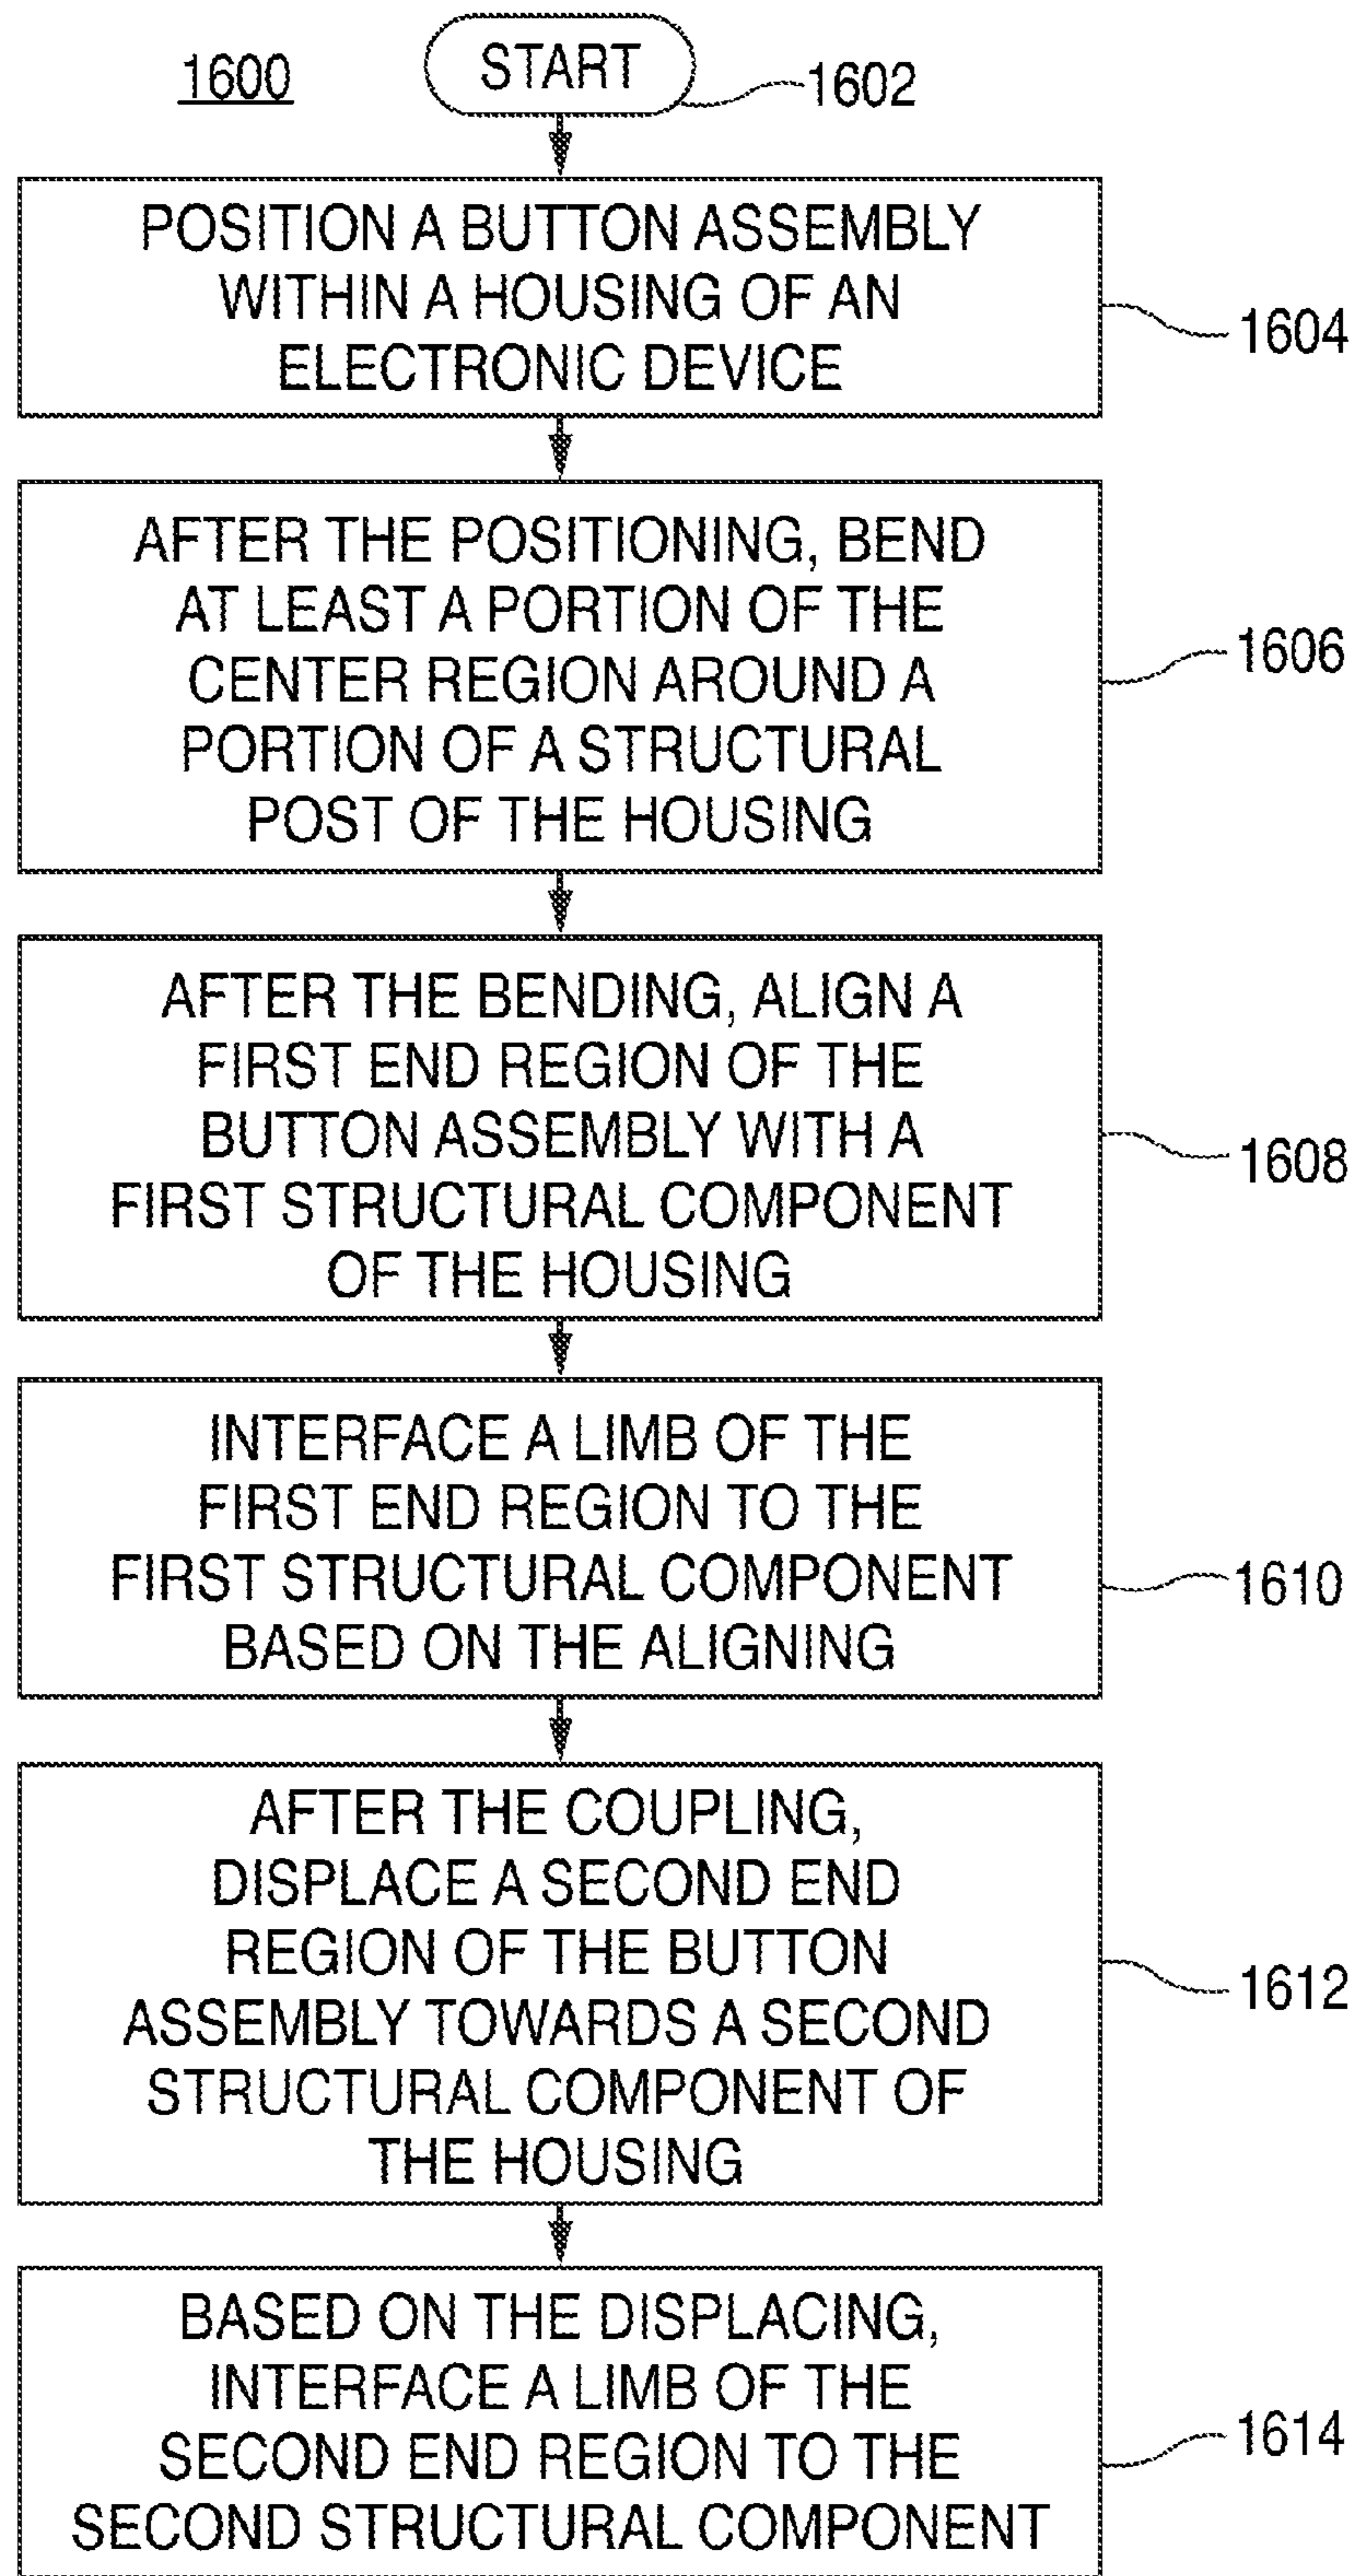 1600
START
1602
POSITION A BUTTON ASSEMBLY
WITHIN A HOUSING OF AN
ELECTRONIC DEVICE
1604
AFTER THE POSITIONING, BEND
AT LEAST A PORTION OF THE
CENTER REGION AROUND A
PORTION OF A STRUCTURAL
POST OF THE HOUSING
1606
AFTER THE BENDING, ALIGN A
FIRST END REGION OF THE
BUTTON ASSEMBLY WITH A
FIRST STRUCTURAL COMPONENT
OF THE HOUSING
1608
INTERFACE A LIMB OF THE
FIRST END REGION TO THE
FIRST STRUCTURAL COMPONENT
BASED ON THE ALIGNING
1610
AFTER THE COUPLING,
DISPLACE A SECOND END
REGION OF THE BUTTON
ASSEMBLY TOWARDS A SECOND
STRUCTURAL COMPONENT OF
THE HOUSING
1612
BASED ON THE DISPLACING,
INTERFACE A LIMB OF THE
SECOND END REGION TO THE
SECOND STRUCTURAL COMPONENT
1614